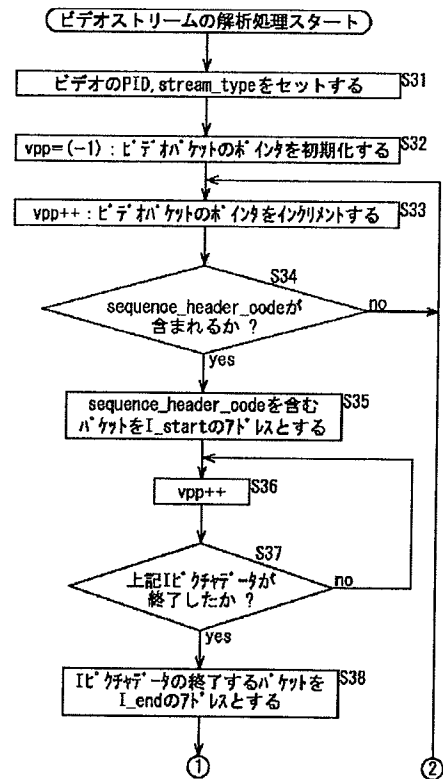 ビデオストリームの解析処理スタート
ビデオのPID,stream_typeをセットする
S31
vpp=(-1) : ﾋﾞﾃﾞｵﾊﾟｹｯﾄのﾎﾟｲﾝﾀを初期化する
S32
vpp++ : ﾋﾞﾃﾞｵﾊﾟｹｯﾄのﾎﾟｲﾝﾀをｲﾝｸﾘﾒﾝﾄする
S33
S34
sequence_header_codeが
含まれるか ?
no
yes
sequence_header_codeを含む
ﾊﾟｹｯﾄをI_startのｱﾄﾞﾚｽとする
S35
vpp++
S36
S37
上記Iﾋﾟｸﾁｬﾃﾞｰﾀが
終了したか ?
no
yes
Iﾋﾟｸﾁｬﾃﾞｰﾀの終了するﾊﾟｹｯﾄを
I_endのｱﾄﾞﾚｽとする
S38
①
②